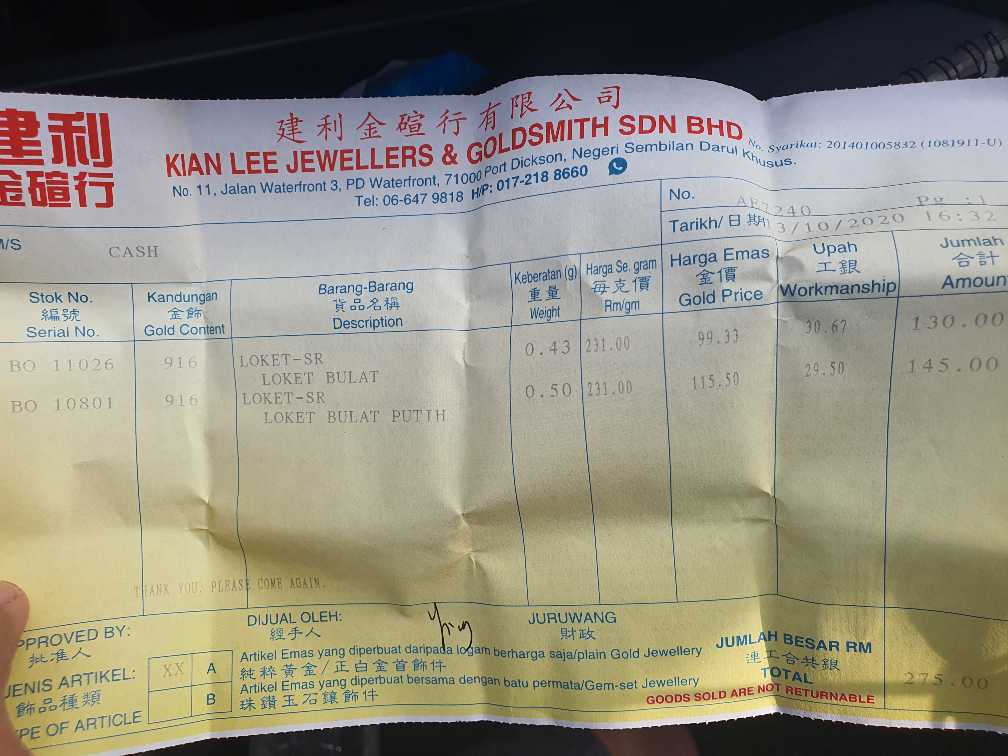 建利
金碹行
建利金碹行有限公司
KIAN LEE JEWELLERS & GOLDSMITH SDN BHD
No. Syarikat: 201401005832 (1081911-U)
No. 11, Jalan Waterfront 3, PD Waterfront, 71000 Port Dickson, Negeri Sembilan Darul Khusus.
Tel: 06-647 9818 H/P: 017-218 8660
M/S CASH
No. AE7240 Pg :1
Tarikh/日期 13/10/2020 16:32
Stok No. 編號 Serial No.
Kandungan 金飾 Gold Content
Barang-Barang 貨品名稱 Description
Keberatan (g) 重量 Weight
Harga Se. gram 每克價 Rm/gm
Harga Emas 金價 Gold Price
Upah 工銀 Workmanship
Jumlah 合計 Amoun
BO 11026 916 LOKET-SR 0.43 231.00 99.33 30.67 130.00
LOKET BULAT
BO 10801 916 LOKET-SR 0.50 231.00 115.50 29.50 145.00
LOKET BULAT PUTIH
THANK YOU, PLEASE COME AGAIN.
PPROVED BY:
批准人
DIJUAL OLEH:
經手人
JURUWANG
財政
JUMLAH BESAR RM
連工合共銀
TOTAL
275.00
JENIS ARTIKEL:
飾品種類
PE OF ARTICLE
XX A Artikel Emas yang diperbuat daripada logam berharga saja/plain Gold Jewellery
純粹黃金/正白金首飾件
B Artikel Emas yang diperbuat bersama dengan batu permata/Gem-set Jewellery
珠鑽玉石鑲飾件
GOODS SOLD ARE NOT RETURNABLE